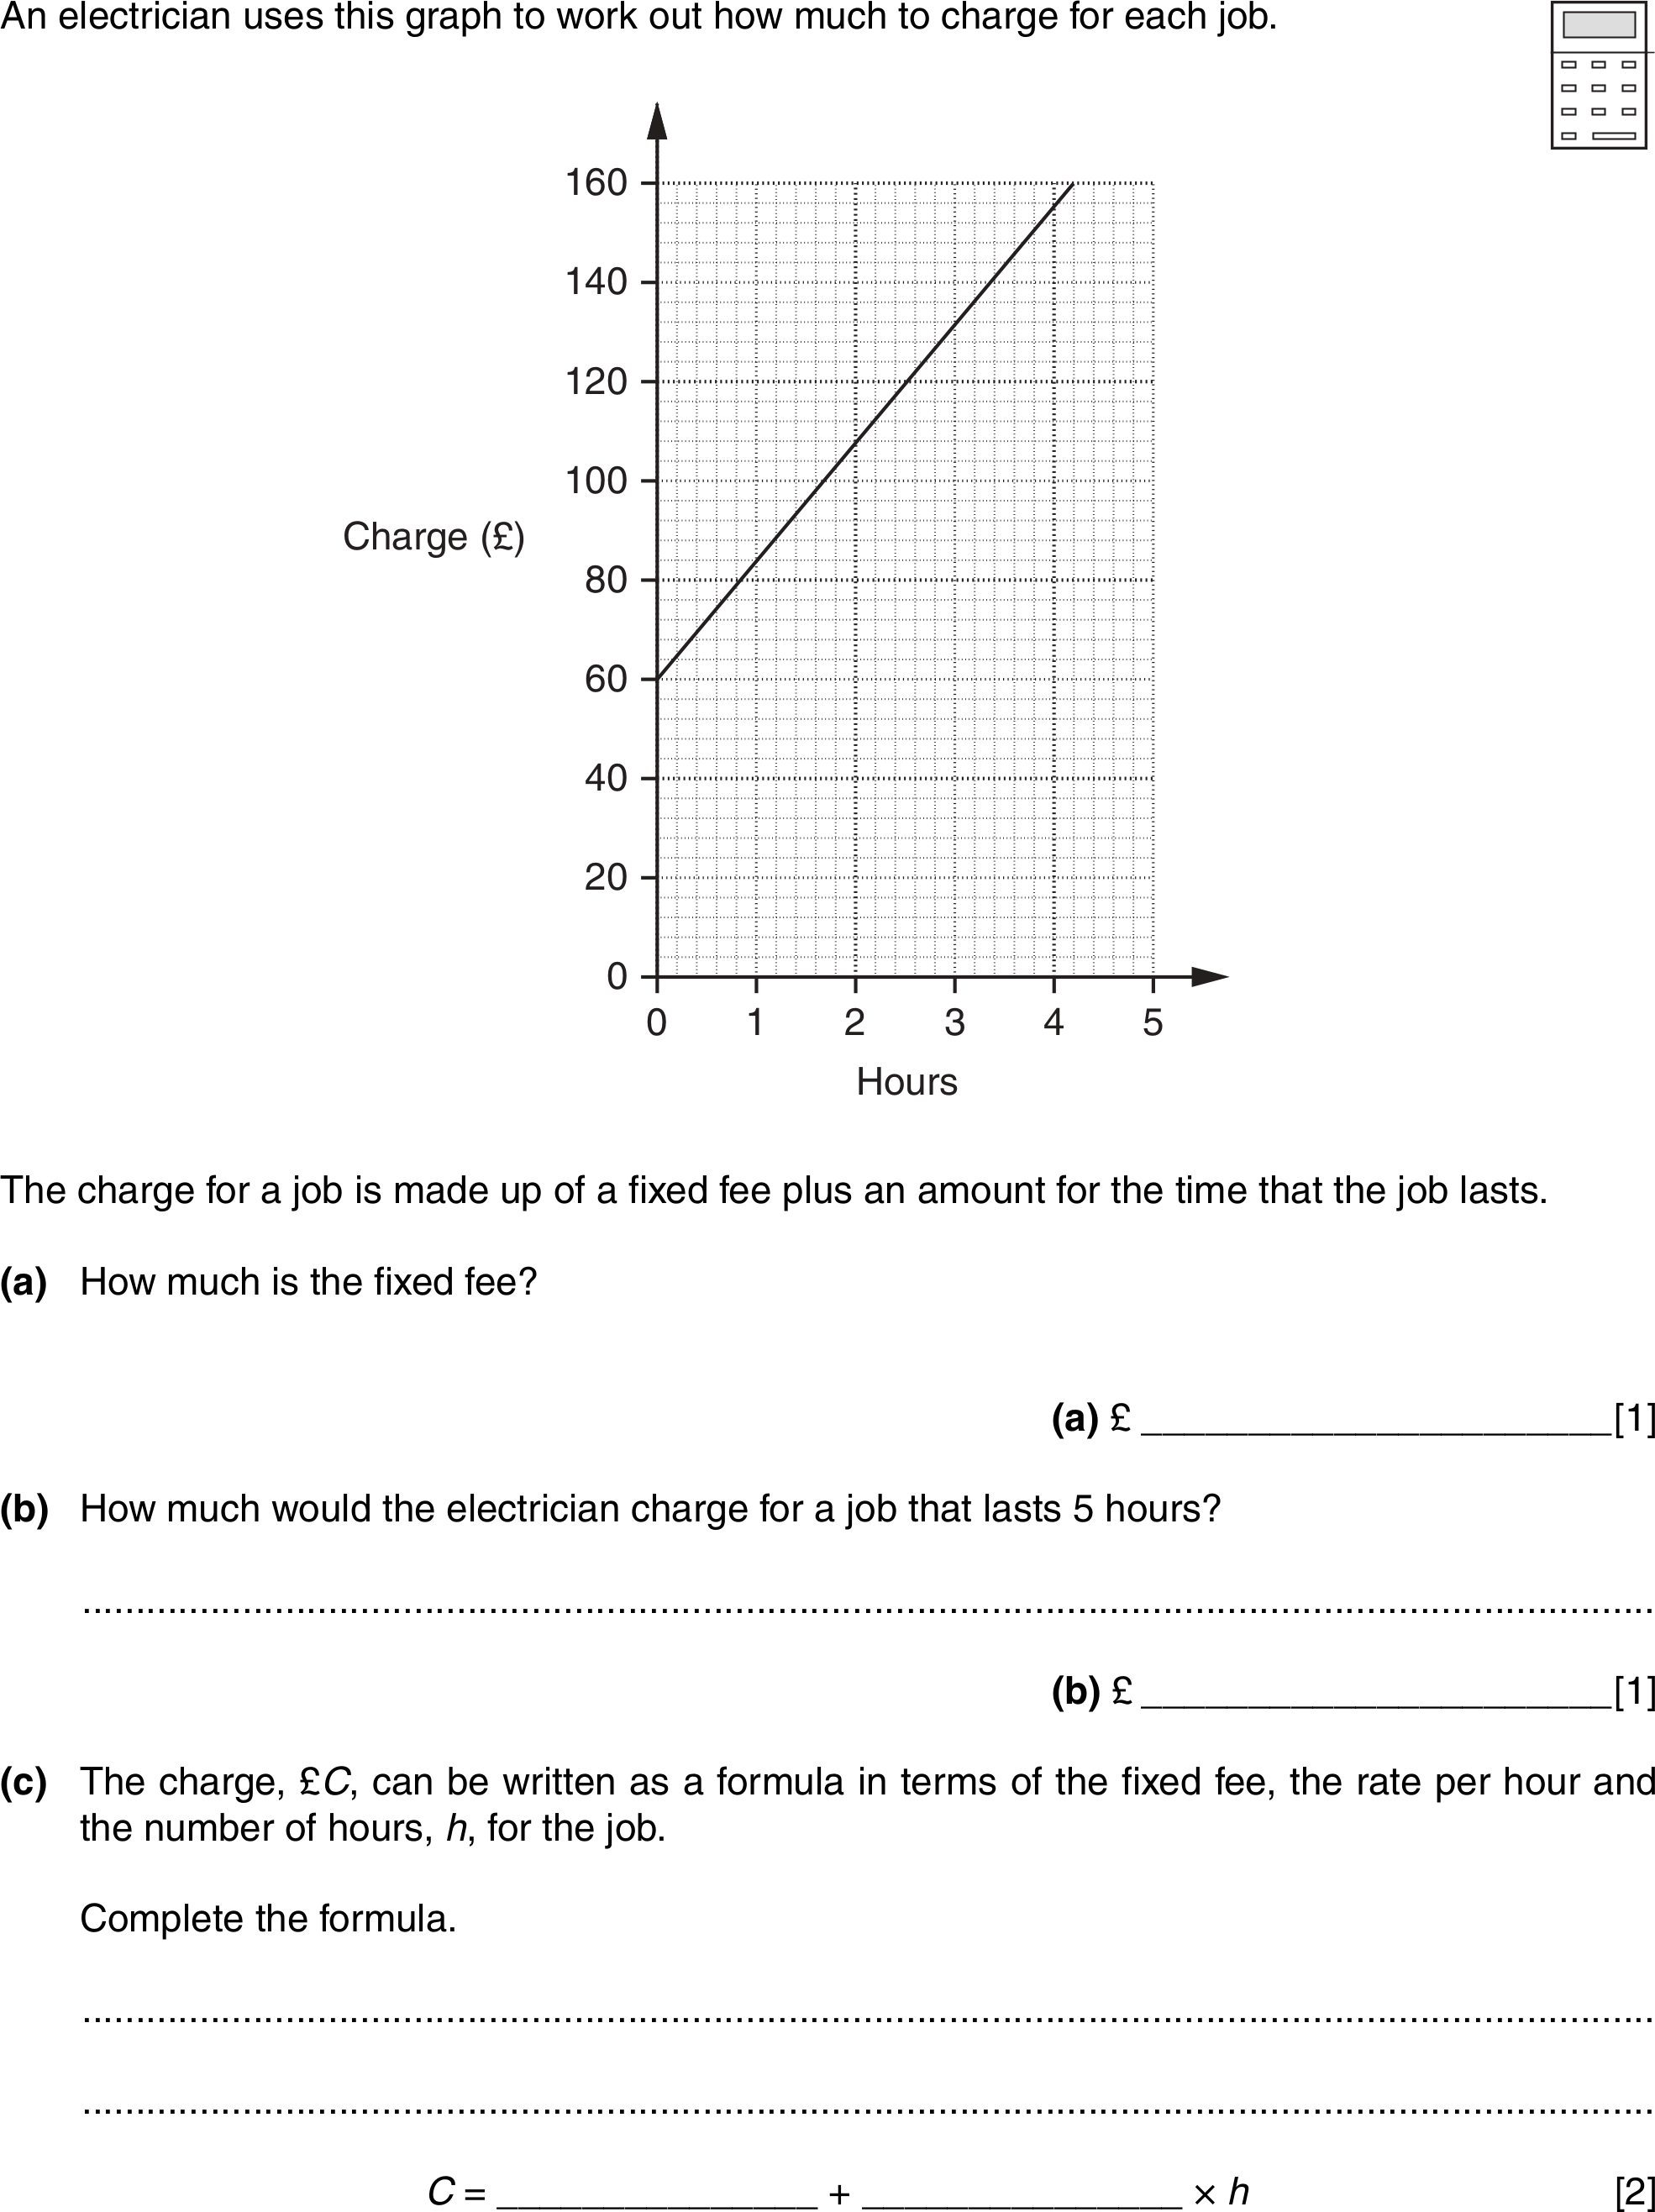 An electrician uses this graph to work out how much to charge for each job.
160
140
120
100
Charge (£)
80
60
40
20
0
0 1 2 3 4 5
Hours
The charge for a job is made up of a fixed fee plus an amount for the time that the job lasts.
(a) How much is the fixed fee?
(a) £ ______________________[1]
(b) How much would the electrician charge for a job that lasts 5 hours?
(b) £ ______________________[1]
(c) The charge, £C, can be written as a formula in terms of the fixed fee, the rate per hour and
the number of hours, h, for the job.
Complete the formula.
C = _______________ + _______________ × h [2]